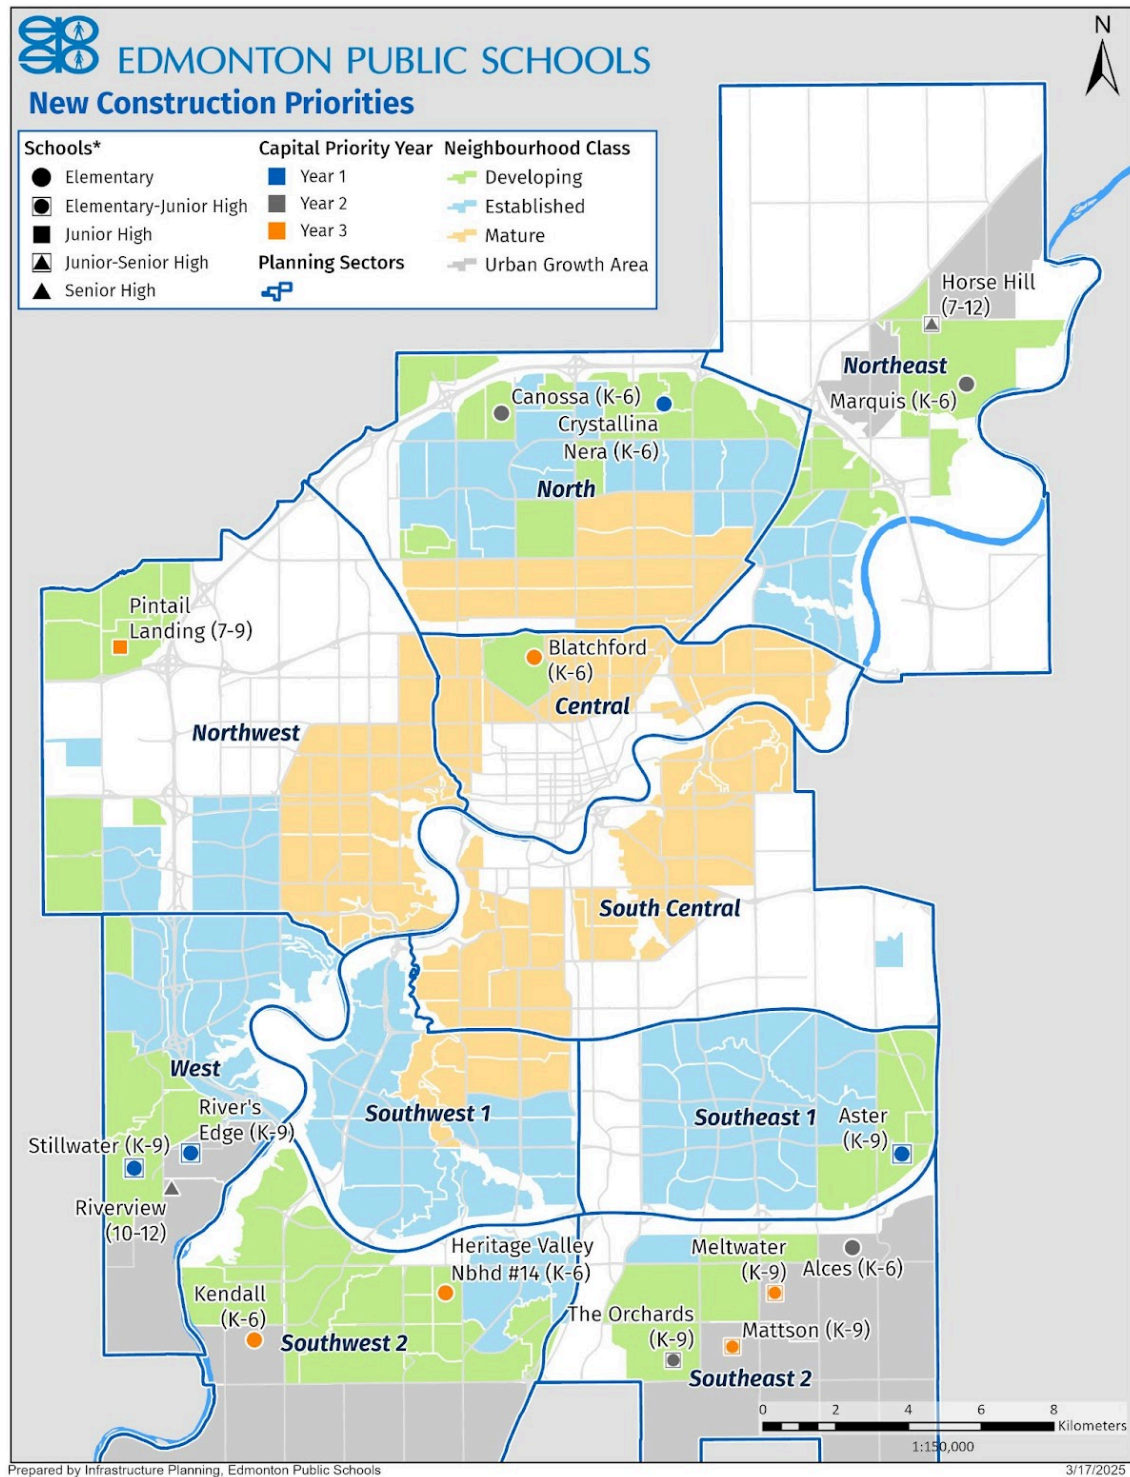 EDMONTON PUBLIC SCHOOLS
New Construction Priorities
N
Schools*
Elementary
Elementary-Junior High
Junior High
Junior-Senior High
Senior High
Capital Priority Year
Year 1
Year 2
Year 3
Planning Sectors
Neighbourhood Class
Developing
Established
Mature
Urban Growth Area
Horse Hill
(7-12)
Northeast
Marquis (K-6)
Canossa (K-6)
Crystallina
Nera (K-6)
North
Pintail
Landing (7-9)
Blatchford
(K-6)
Central
Northwest
South Central
West
River's
Edge (K-9)
Stillwater (K-9)
Riverview
(10-12)
Southwest 1
Southeast 1
Aster
(K-9)
Heritage Valley
Nbhd #14 (K-6)
Meltwater
(K-9)
Alces (K-6)
Kendall
(K-6)
Southwest 2
The Orchards
(K-9)
Mattson (K-9)
Southeast 2
0 2 4 6 8
Kilometers
1:150,000
Prepared by Infrastructure Planning, Edmonton Public Schools
3/17/2025